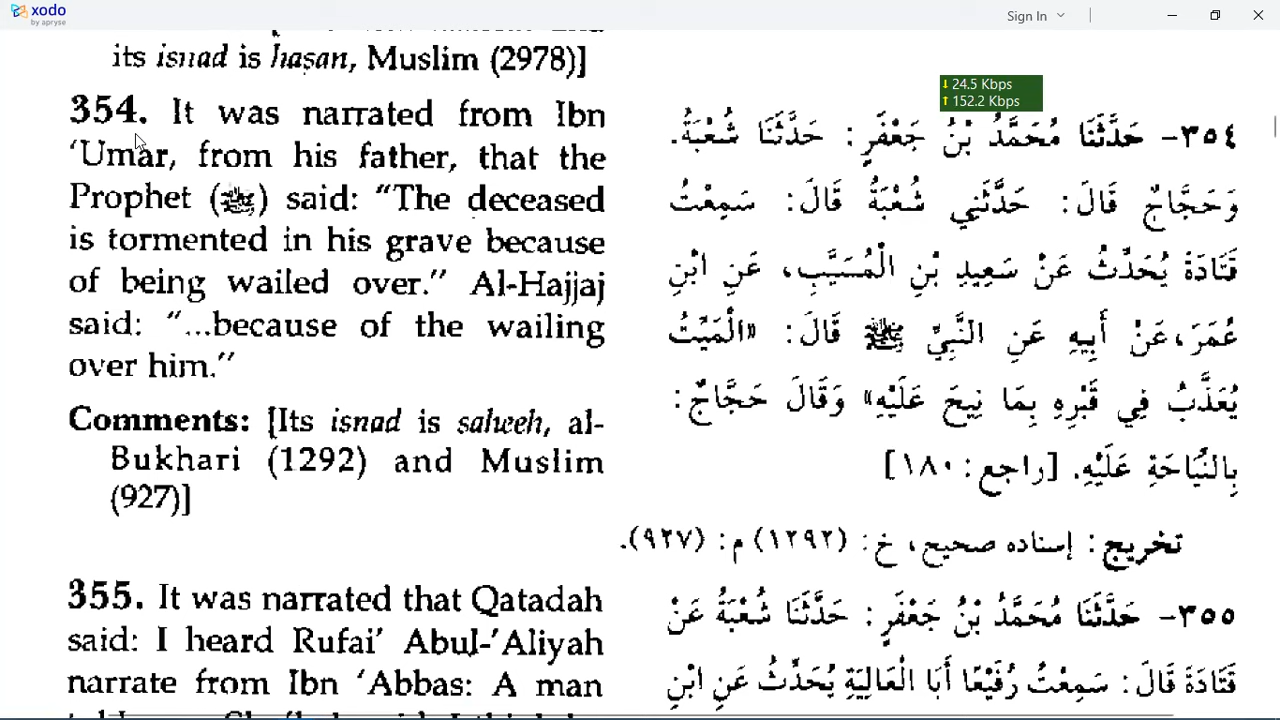 xodo
by apryse
Sign In
24.5 Kbps
152.2 Kbps
its isnad is hasan, Muslim (2978)]
354. It was narrated from Ibn
‘Umar, from his father, that the
Prophet (ﷺ) said: “The deceased
is tormented in his grave because
of being wailed over.” Al-Hajjaj
said: “...because of the wailing
over him.”
Comments: [Its isnad is saheeh, al-
Bukhari (1292) and Muslim
(927)]
355. It was narrated that Qatadah
said: I heard Rufai’ Abul-’Aliyah
narrate from Ibn ‘Abbas: A man
٣٥٤- حَدَّثَنَا مُحَمَّدُ بْنُ جَعْفَرٍ: حَدَّثَنَا شُعْبَةُ.
وَحَجَّاجٌ قَالَ: حَدَّثَنِي شُعْبَةُ قَالَ: سَمِعْتُ
قَتَادَةَ يُحَدِّثُ عَنْ سَعِيدِ بْنِ الْمُسَيَّبِ، عَنِ ابْنِ
عُمَرَ، عَنْ أَبِيهِ عَنِ النَّبِيِّ ﷺ قَالَ: «الْمَيِّتُ
يُعَذَّبُ فِي قَبْرِهِ بِمَا نِيحَ عَلَيْهِ» وَقَالَ حَجَّاجٌ:
بِالنِّيَاحَةِ عَلَيْهِ. [راجع: ١٨٠]
تخريج: إسناده صحيح، خ: (١٢٩٢) م: (٩٢٧).
٣٥٥- حَدَّثَنَا مُحَمَّدُ بْنُ جَعْفَرٍ: حَدَّثَنَا شُعْبَةُ عَنْ
قَتَادَةَ قَالَ: سَمِعْتُ رُفَيْعًا أَبَا الْعَالِيَةِ يُحَدِّثُ عَنِ ابْنِ